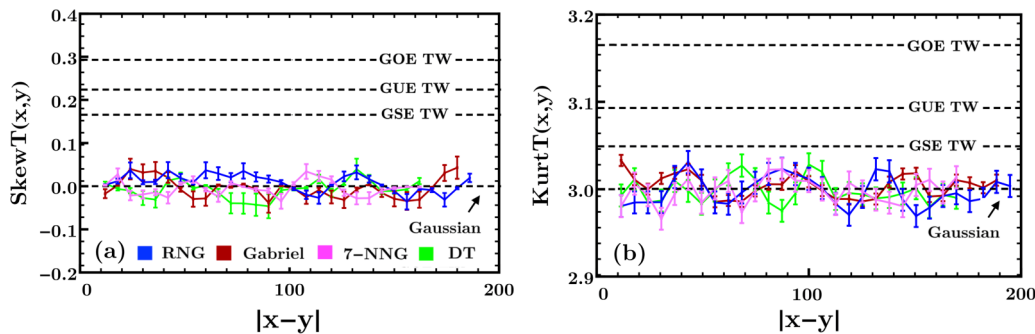 0.4
0.3
0.2
0.1
0.0
−0.1
−0.2
SkewT(x,y)
GOE TW
GUE TW
GSE TW
Gaussian
(a)
RNG
Gabriel
7−NNG
DT
0
100
200
|x−y|
3.2
3.1
3.0
2.9
KurtT(x,y)
GOE TW
GUE TW
GSE TW
Gaussian
(b)
0
100
200
|x−y|